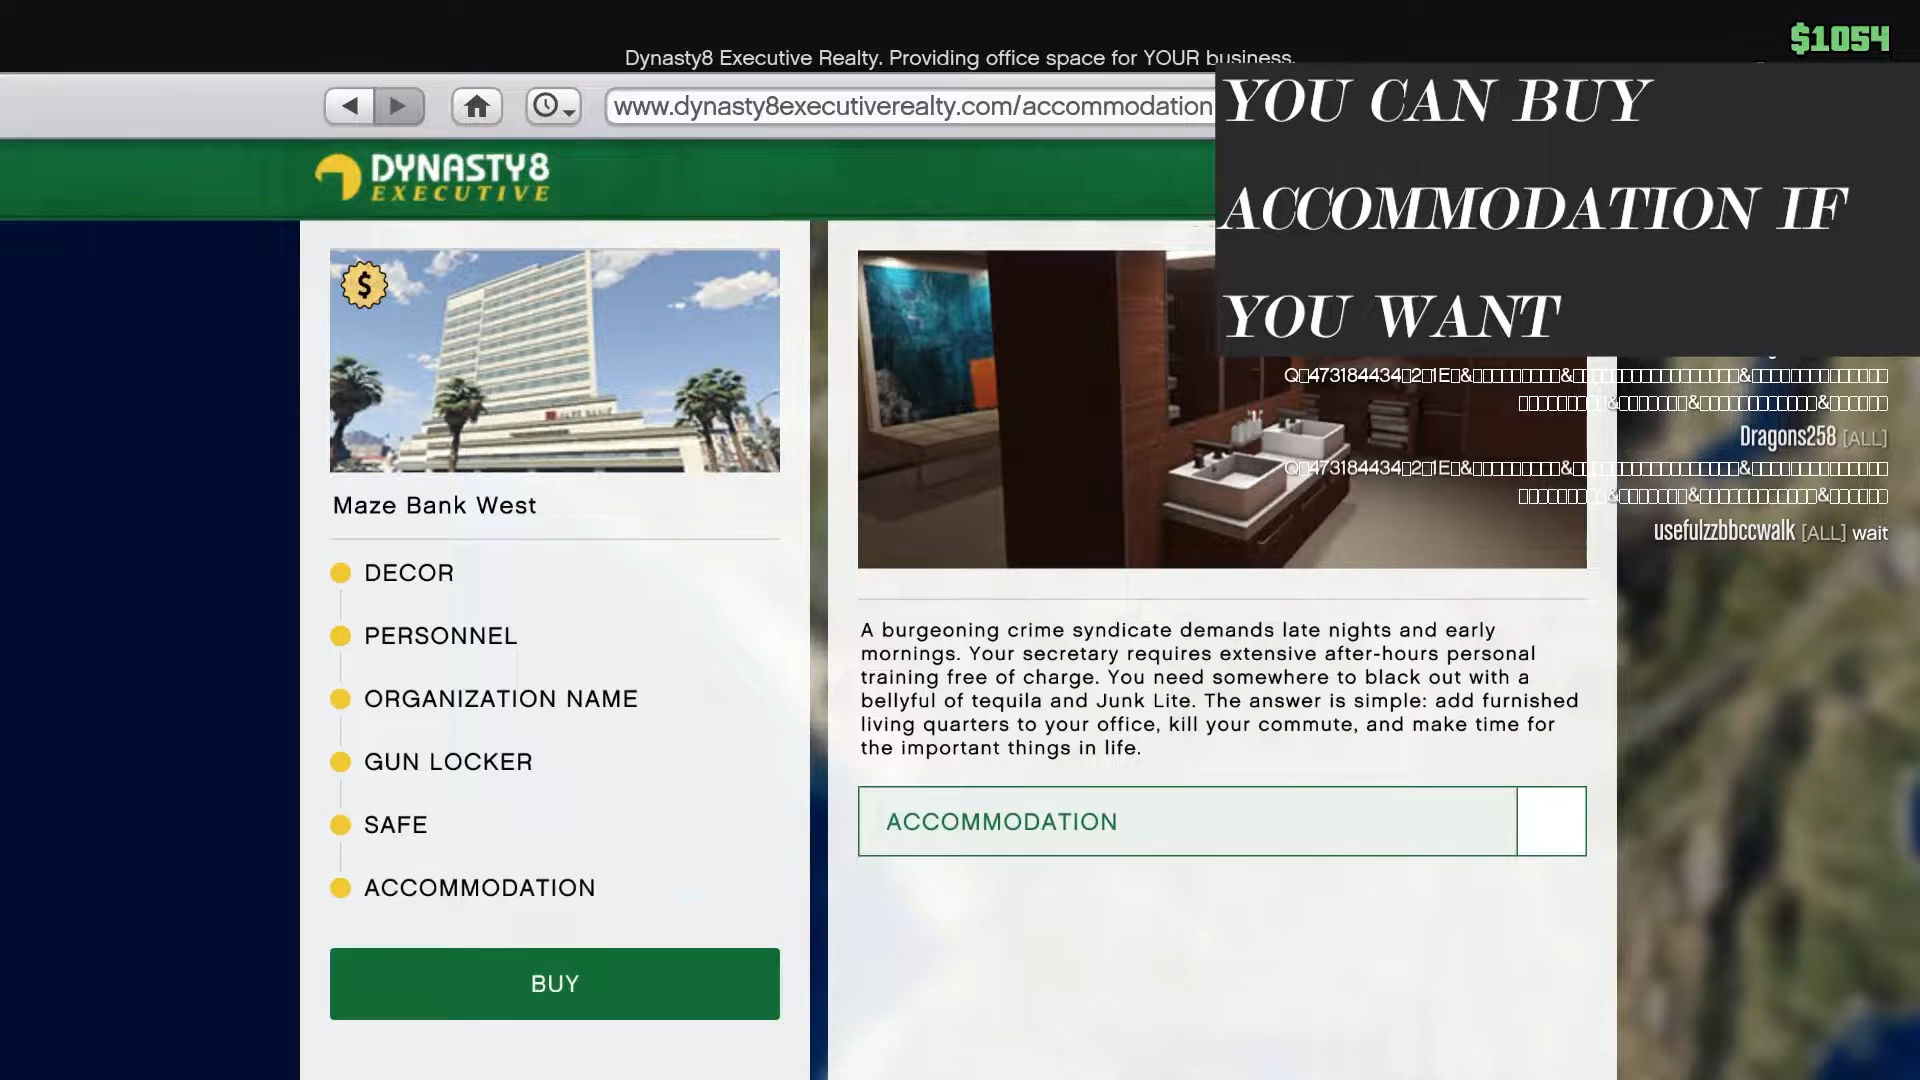 $1054
Dynasty8 Executive Realty. Providing office space for YOUR business.
www.dynasty8executiverealty.com/accommodation
DYNASTY8
EXECUTIVE
YOU CAN BUY
ACCOMMODATION IF
YOU WANT
$
MAZE BANK
Maze Bank West
DECOR
PERSONNEL
ORGANIZATION NAME
GUN LOCKER
SAFE
ACCOMMODATION
BUY
Dragons258 [ALL]
usefulzzbbccwalk [ALL] wait
A burgeoning crime syndicate demands late nights and early
mornings. Your secretary requires extensive after-hours personal
training free of charge. You need somewhere to black out with a
bellyful of tequila and Junk Lite. The answer is simple: add furnished
living quarters to your office, kill your commute, and make time for
the important things in life.
ACCOMMODATION